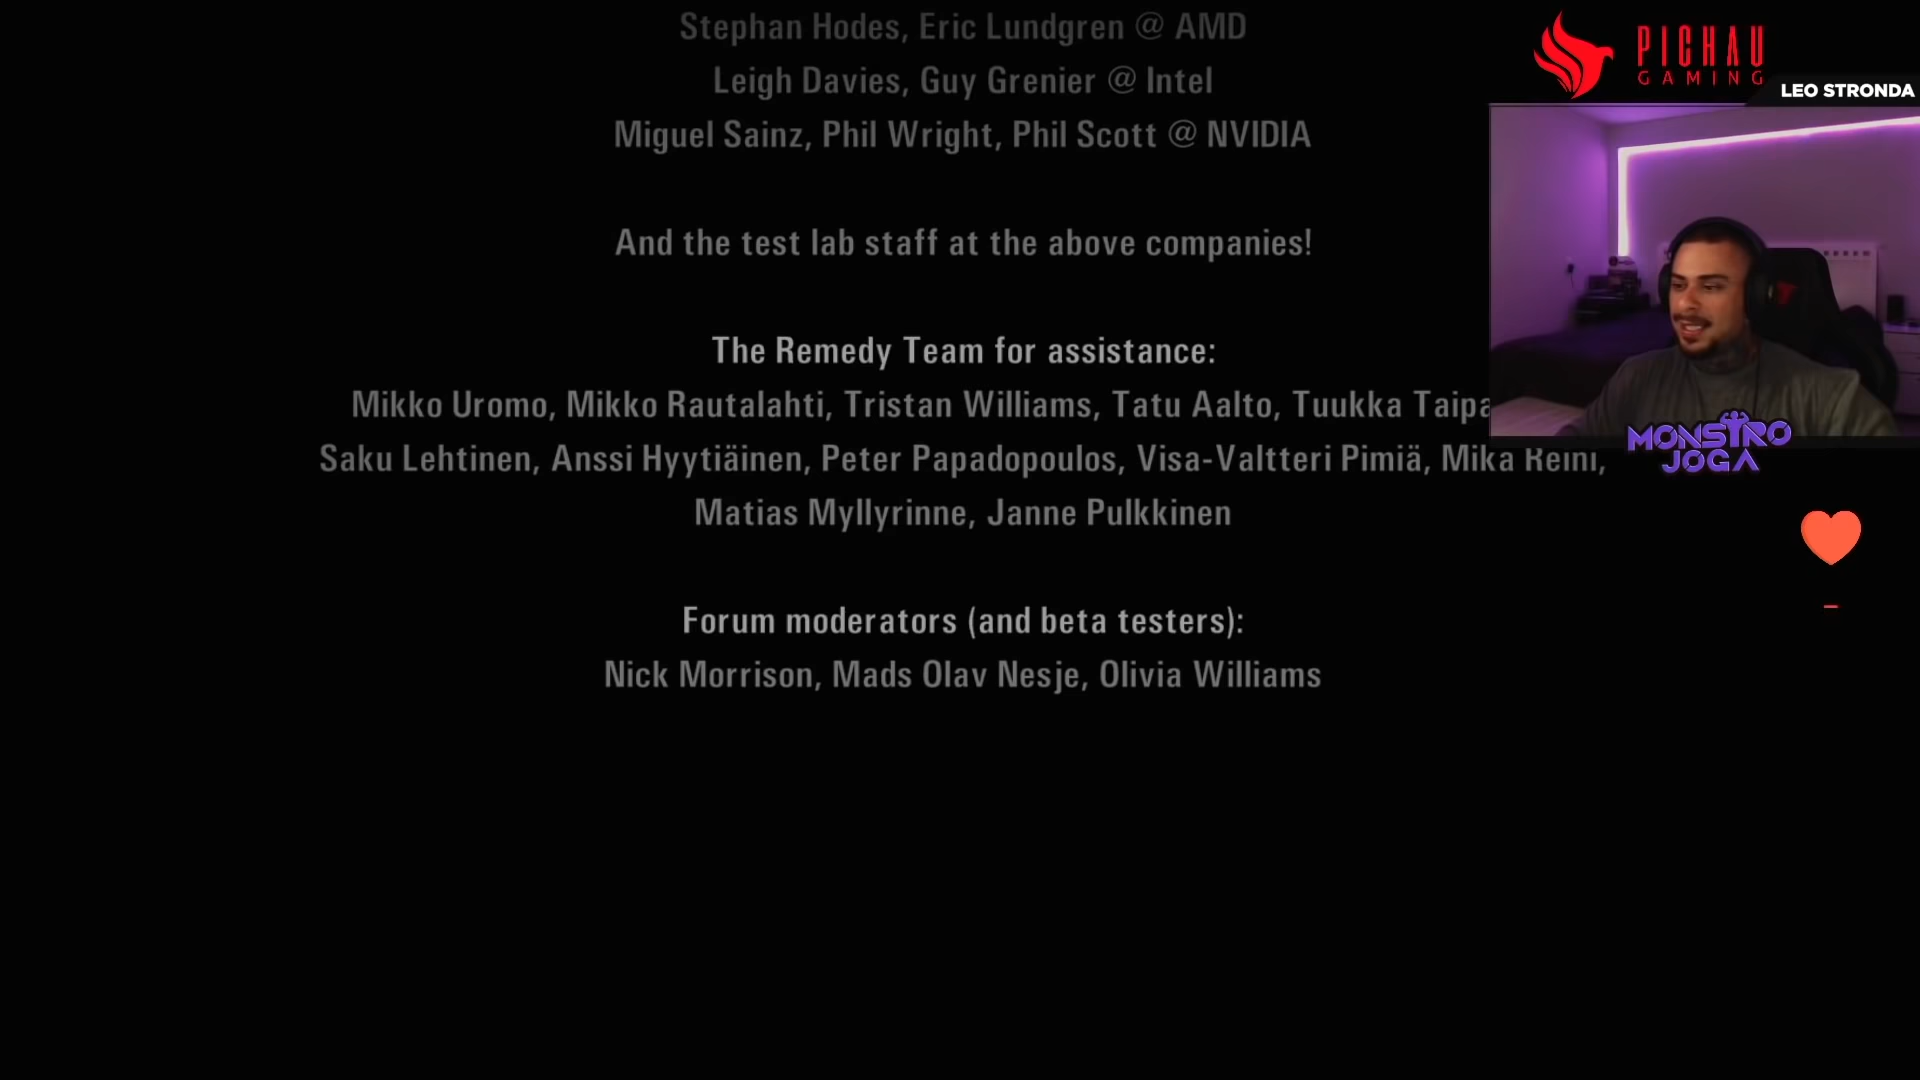 Stephan Hodes, Eric Lundgren @ AMD
Leigh Davies, Guy Grenier @ Intel
Miguel Sainz, Phil Wright, Phil Scott @ NVIDIA
PICHAU
GAMING
LEO STRONDA
And the test lab staff at the above companies!
The Remedy Team for assistance:
Mikko Uromo, Mikko Rautalahti, Tristan Williams, Tatu Aalto, Tuukka Taipa
Saku Lehtinen, Anssi Hyytiäinen, Peter Papadopoulos, Visa-Valtteri Pimiä, Mika Reini,
MONSTRO
JOGA
Matias Myllyrinne, Janne Pulkkinen
Forum moderators (and beta testers):
Nick Morrison, Mads Olav Nesje, Olivia Williams